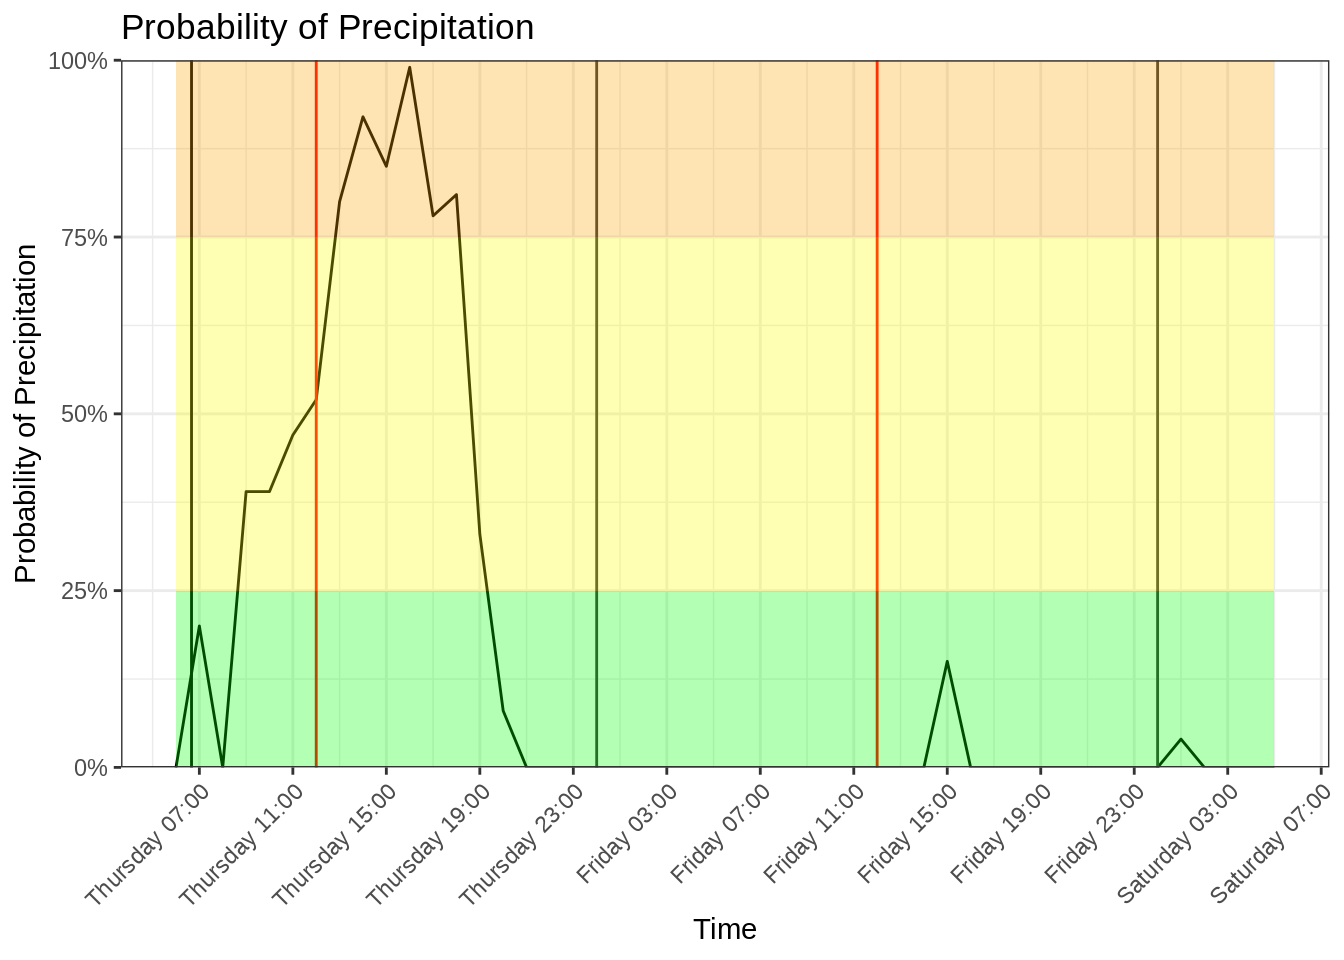 Probability of Precipitation
Probability of Precipitation
100%
75%
50%
25%
0%
Thursday 07:00
Thursday 11:00
Thursday 15:00
Thursday 19:00
Thursday 23:00
Friday 03:00
Friday 07:00
Friday 11:00
Friday 15:00
Friday 19:00
Friday 23:00
Saturday 03:00
Saturday 07:00
Time